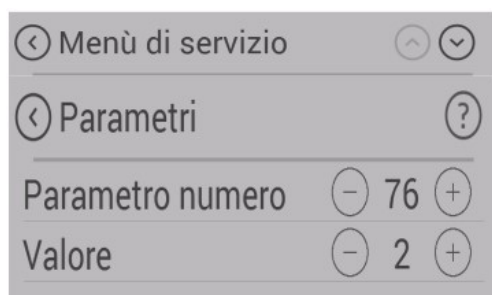 Menù di servizio
Parametri ?
Parametro numero - 76 +
Valore - 2 +